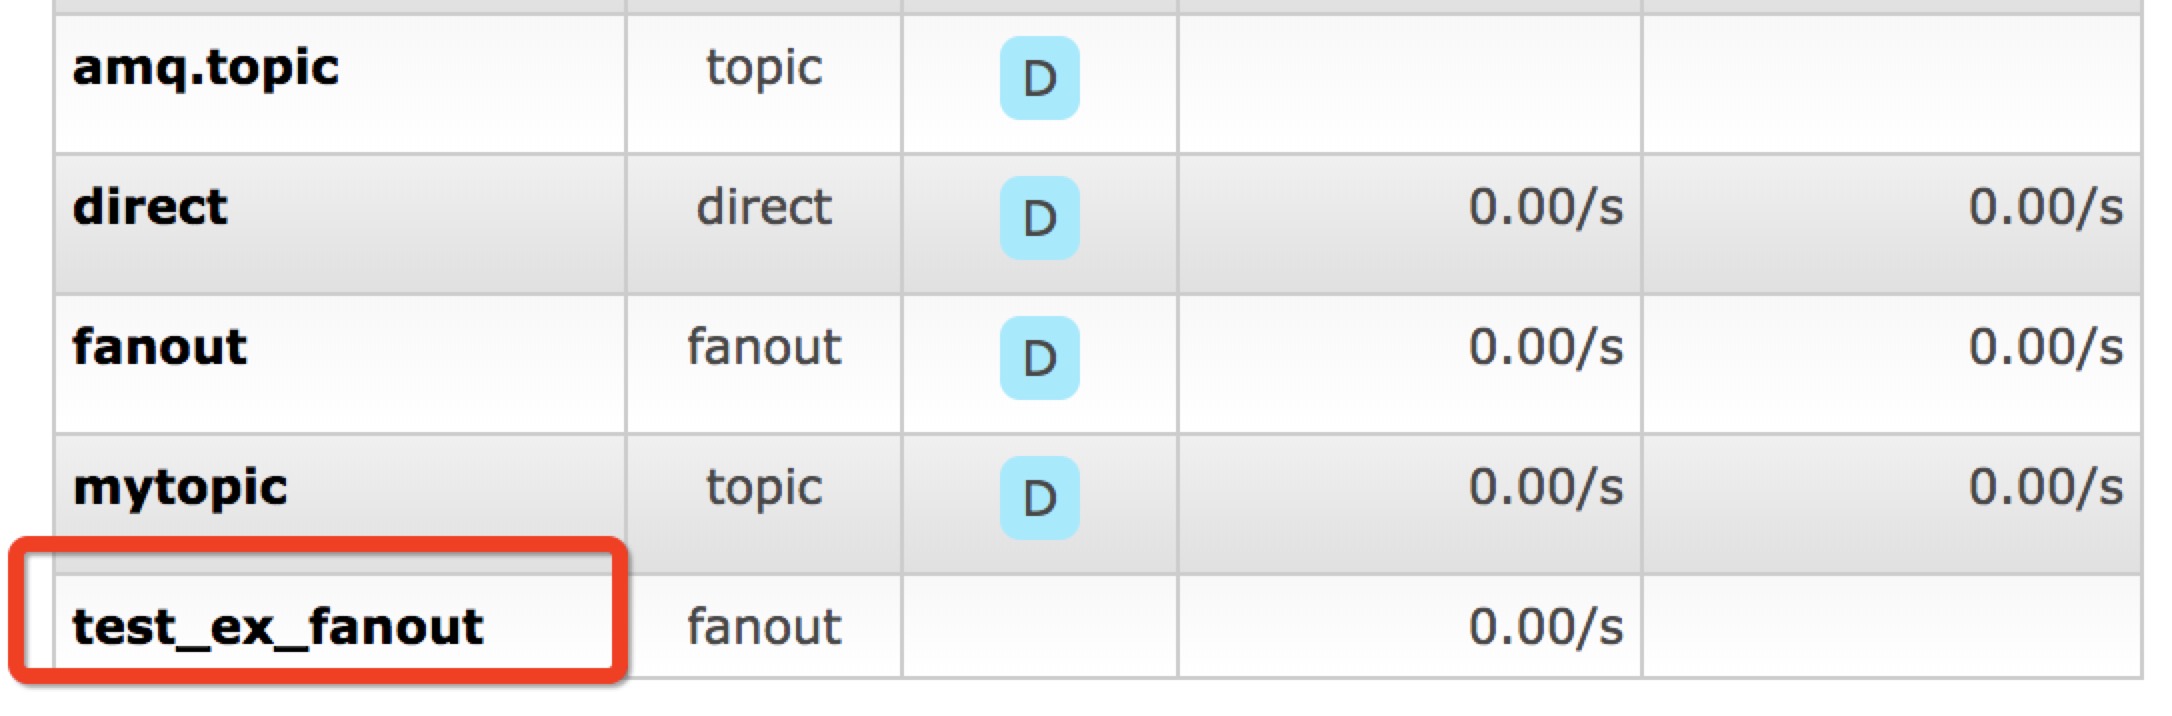 amq.topic topic D
direct direct D 0.00/s 0.00/s
fanout fanout D 0.00/s 0.00/s
mytopic topic D 0.00/s 0.00/s
test_ex_fanout fanout 0.00/s